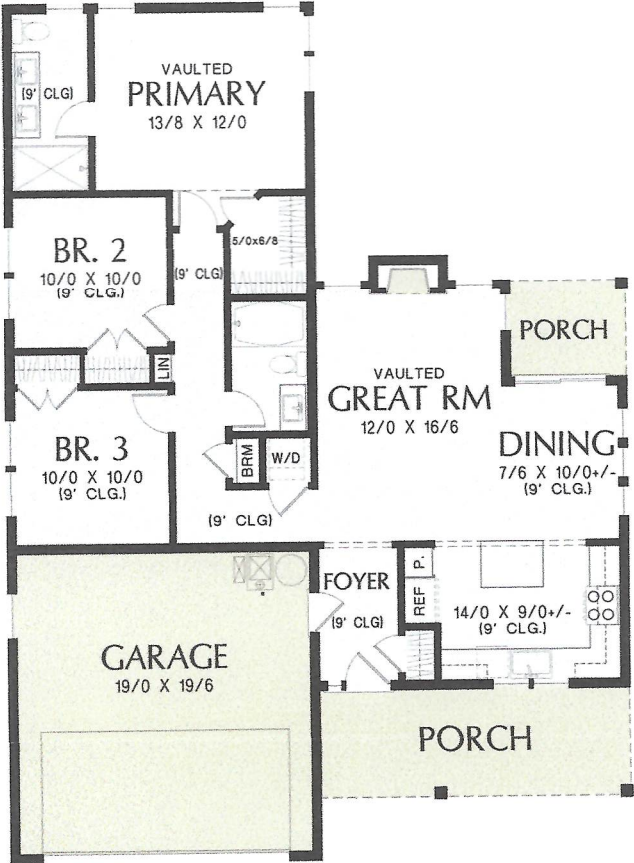 VAULTED
PRIMARY
13/8 X 12/0
(9' CLG)
BR. 2
10/0 X 10/0
(9' CLG.)
(9' CLG)
5/0x6/8
LIN
VAULTED
GREAT RM
12/0 X 16/6
PORCH
DINING
7/6 X 10/0+/-
(9' CLG.)
BR. 3
10/0 X 10/0
(9' CLG.)
BRM
W/D
(9' CLG)
FOYER
(9' CLG)
P.
REF
14/0 X 9/0+/-
(9' CLG.)
GARAGE
19/0 X 19/6
PORCH